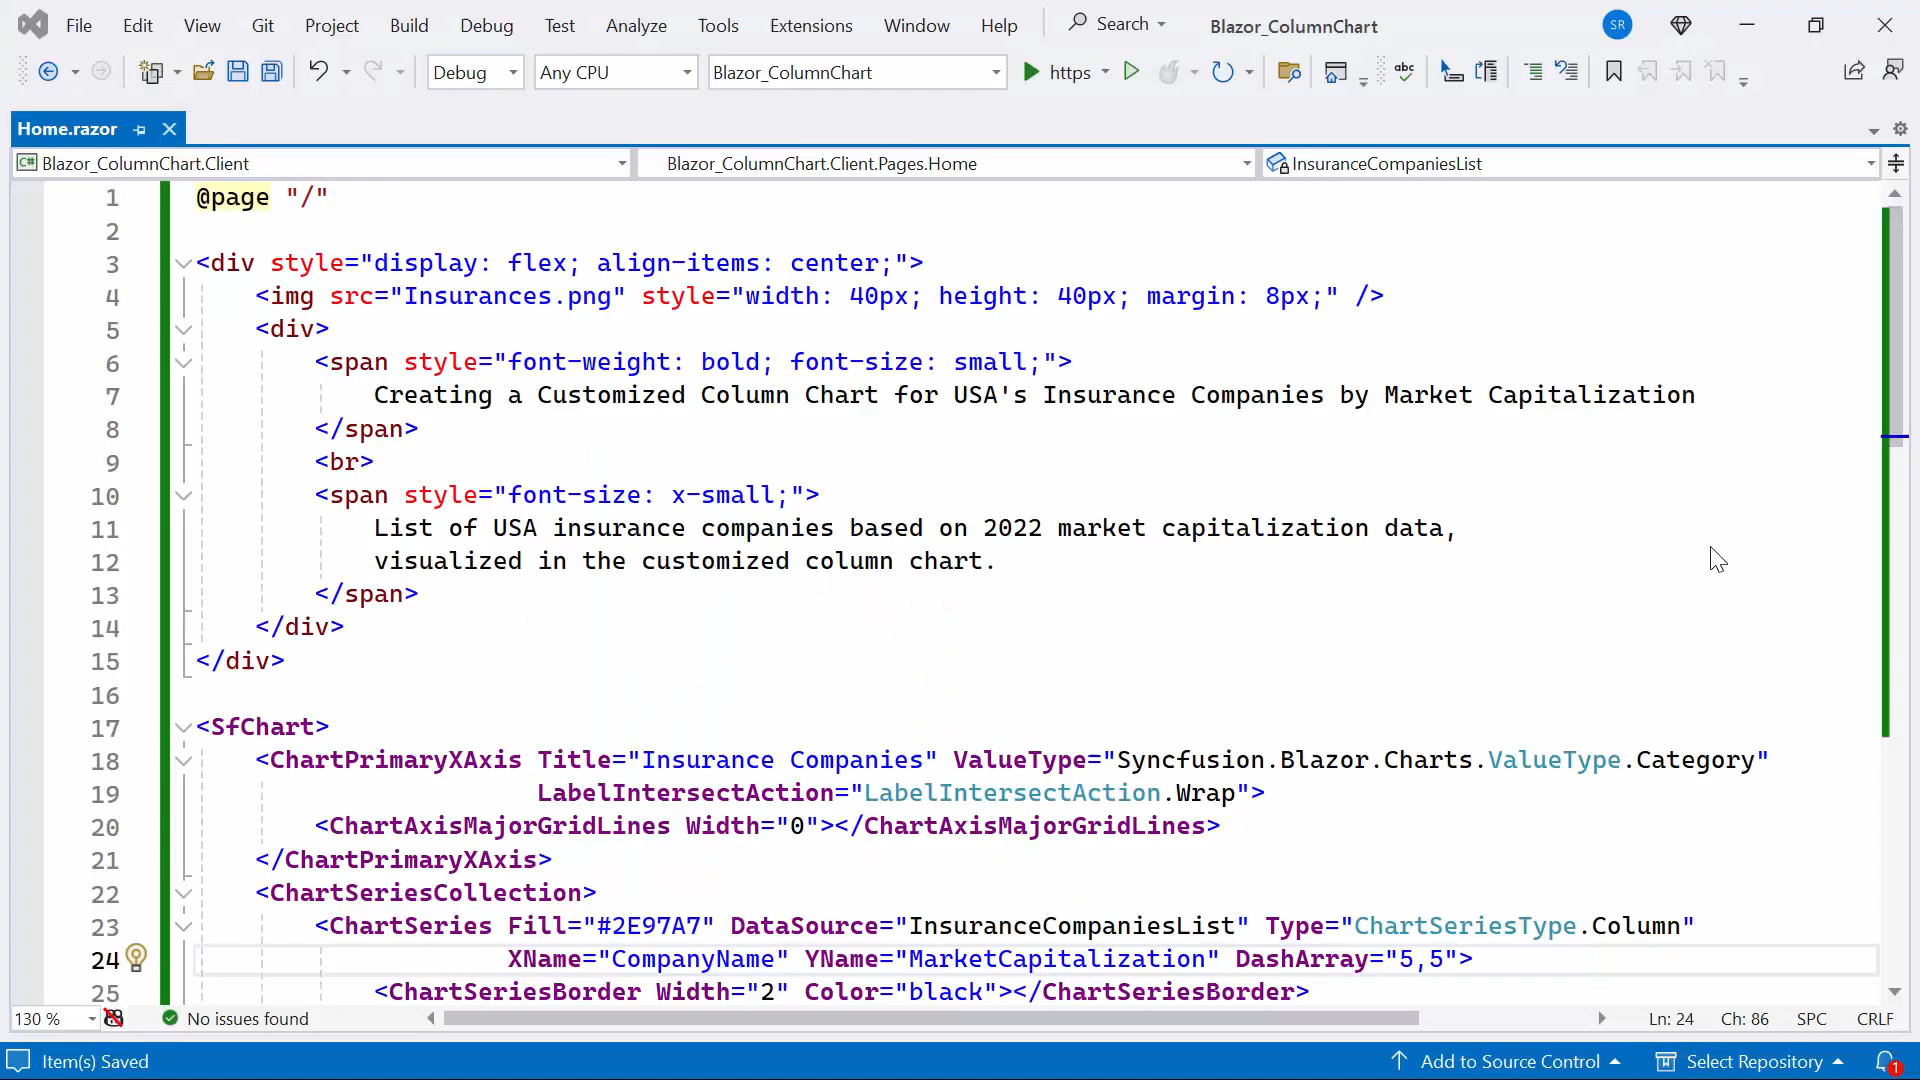 File Edit View Git Project Build Debug Test Analyze Tools Extensions Window Help Search Blazor_ColumnChart SR
Debug Any CPU Blazor_ColumnChart https abc
Home.razor
C# Blazor_ColumnChart.Client Blazor_ColumnChart.Client.Pages.Home InsuranceCompaniesList
1 @page "/"
2
3 <div style="display: flex; align-items: center;">
4 <img src="Insurances.png" style="width: 40px; height: 40px; margin: 8px;" />
5 <div>
6 <span style="font-weight: bold; font-size: small;">
7 Creating a Customized Column Chart for USA's Insurance Companies by Market Capitalization
8 </span>
9 <br>
10 <span style="font-size: x-small;">
11 List of USA insurance companies based on 2022 market capitalization data,
12 visualized in the customized column chart.
13 </span>
14 </div>
15 </div>
16
17 <SfChart>
18 <ChartPrimaryXAxis Title="Insurance Companies" ValueType="Syncfusion.Blazor.Charts.ValueType.Category"
19 LabelIntersectAction="LabelIntersectAction.Wrap">
20 <ChartAxisMajorGridLines Width="0"></ChartAxisMajorGridLines>
21 </ChartPrimaryXAxis>
22 <ChartSeriesCollection>
23 <ChartSeries Fill="#2E97A7" DataSource="InsuranceCompaniesList" Type="ChartSeriesType.Column"
24 XName="CompanyName" YName="MarketCapitalization" DashArray="5,5">
25 <ChartSeriesBorder Width="2" Color="black"></ChartSeriesBorder>
130 % No issues found Ln: 24 Ch: 86 SPC CRLF
Item(s) Saved Add to Source Control Select Repository 1